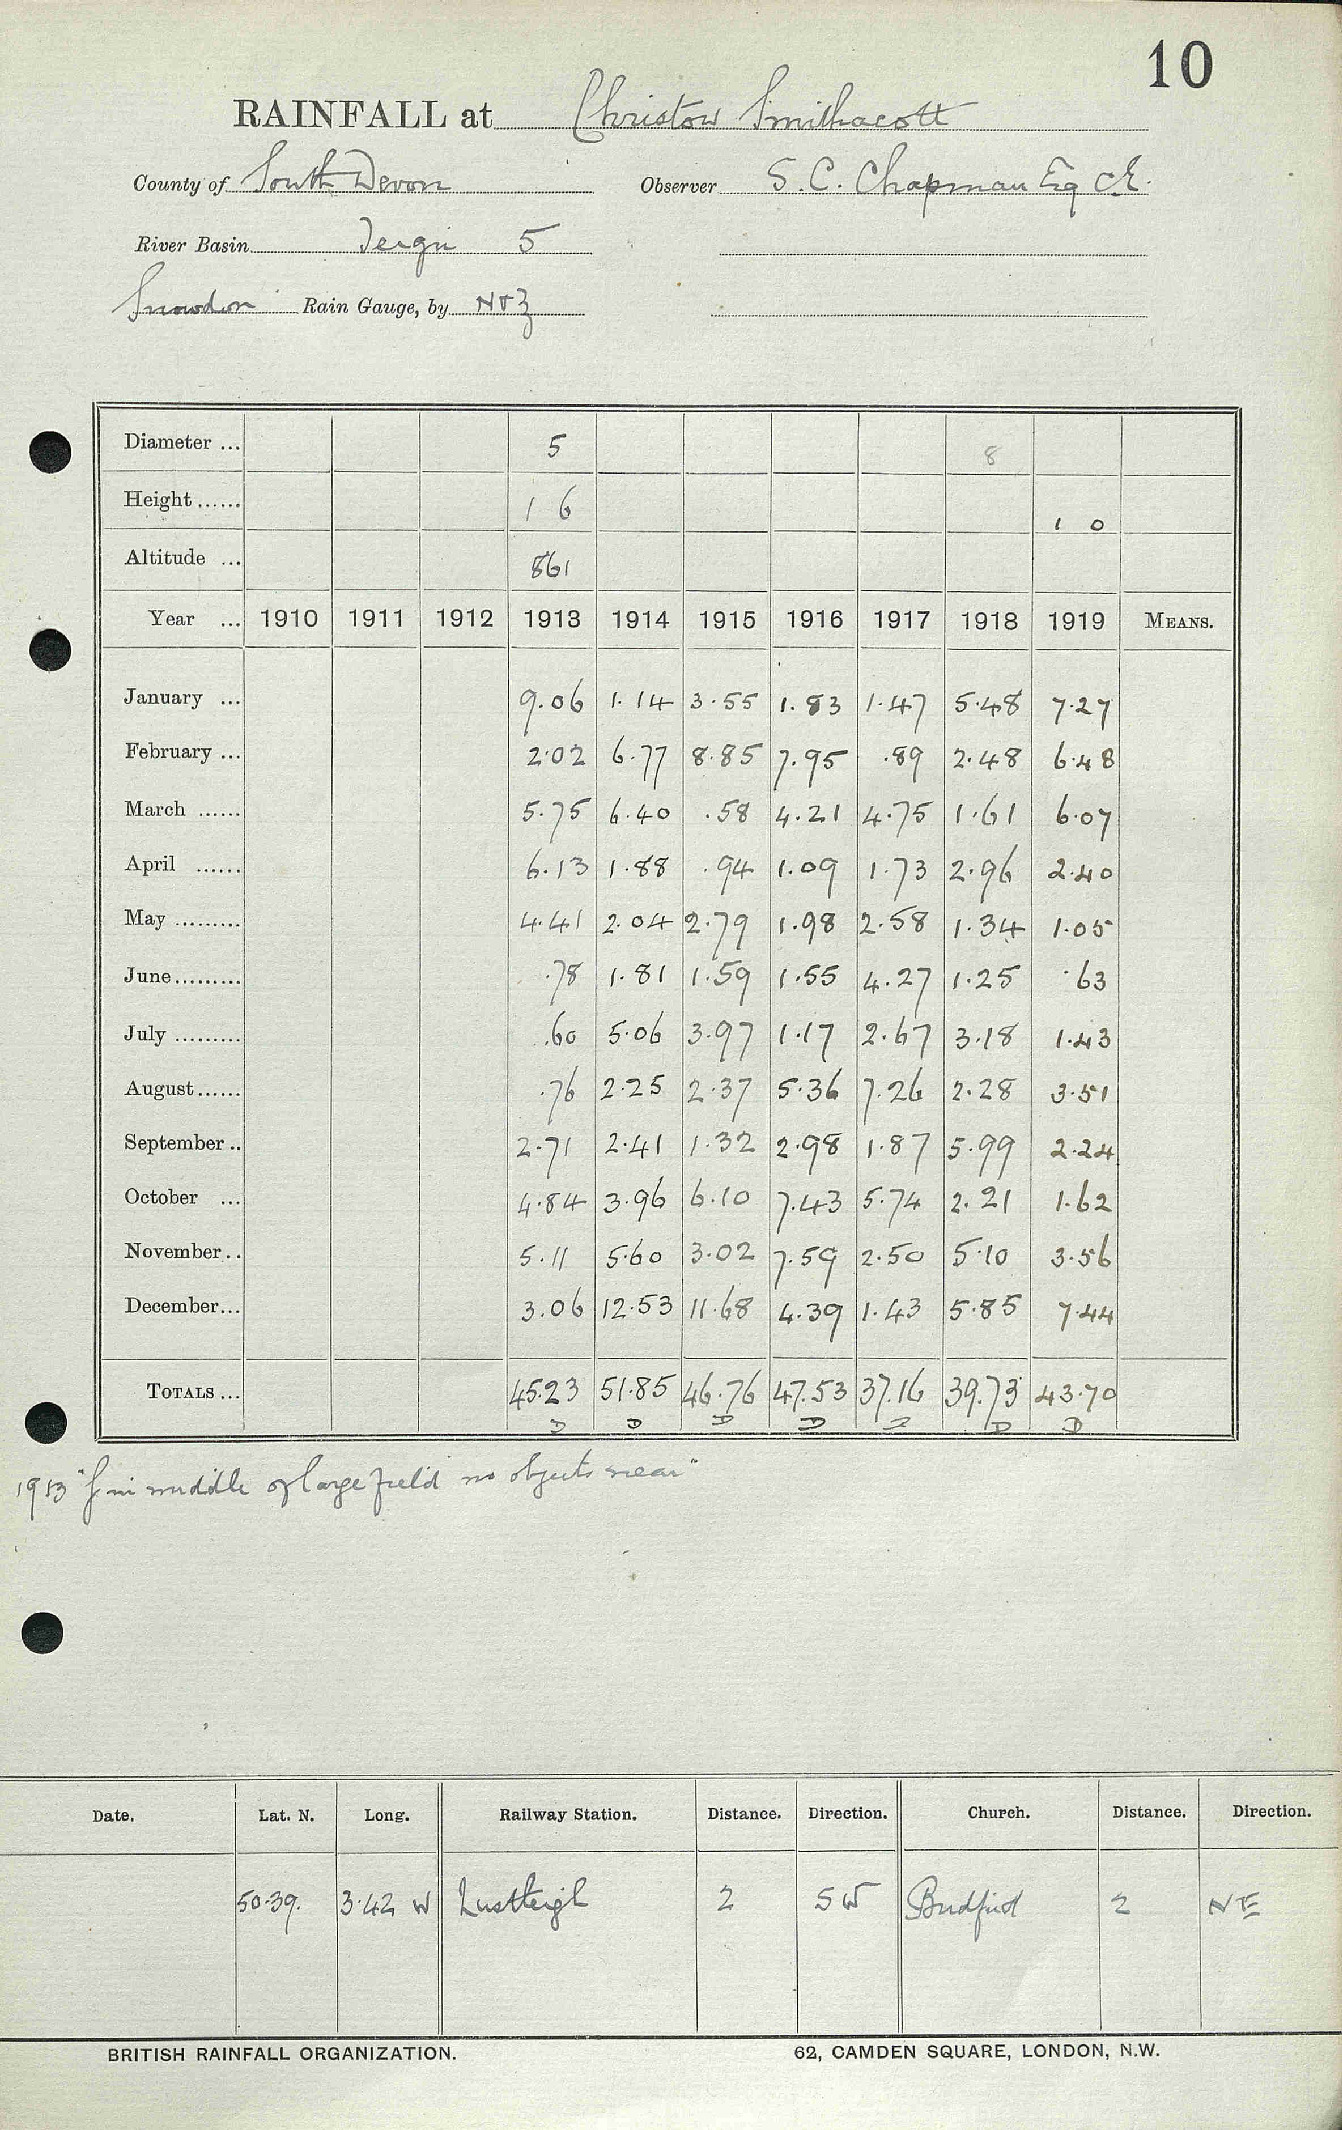 10
RAINFALL at Christow Smithacott
County of South Devon Observer S. C. Chapman Esq CE.
River Basin Teign 5
Snowdon Rain Gauge, by N & Z
Diameter ... 5 8
Height ...... 1 6 1 0
Altitude ... 861
Year ... 1910 1911 1912 1913 1914 1915 1916 1917 1918 1919 MEANS.
January ... 9.06 1.14 3.55 1.83 1.47 5.48 7.27
February ... 2.02 6.77 8.85 7.95 .89 2.48 6.48
March ...... 5.75 6.40 .58 4.21 4.75 1.61 6.07
April ...... 6.13 1.88 .94 1.09 1.73 2.96 2.40
May ......... 4.41 2.04 2.79 1.98 2.58 1.34 1.05
June......... .78 1.81 1.59 1.55 4.27 1.25 .63
July ......... .60 5.06 3.97 1.17 2.67 3.18 1.43
August...... .76 2.25 2.37 5.36 7.26 2.28 3.51
September .. 2.71 2.41 1.32 2.98 1.87 5.99 2.24
October ... 4.84 3.96 6.10 7.43 5.74 2.21 1.62
November .. 5.11 5.60 3.02 7.59 2.50 5.10 3.56
December... 3.06 12.53 11.68 4.39 1.43 5.85 7.44
TOTALS ... 45.23 51.85 46.76 47.53 37.16 39.73 43.70
D D D D D D D
1913 "In middle of large field no objects near"
Date. Lat. N. Long. Railway Station. Distance. Direction. Church. Distance. Direction.
50.39. 3.42 W Lustleigh 2 SW Bridford 2 NE
BRITISH RAINFALL ORGANIZATION. 62, CAMDEN SQUARE, LONDON, N.W.